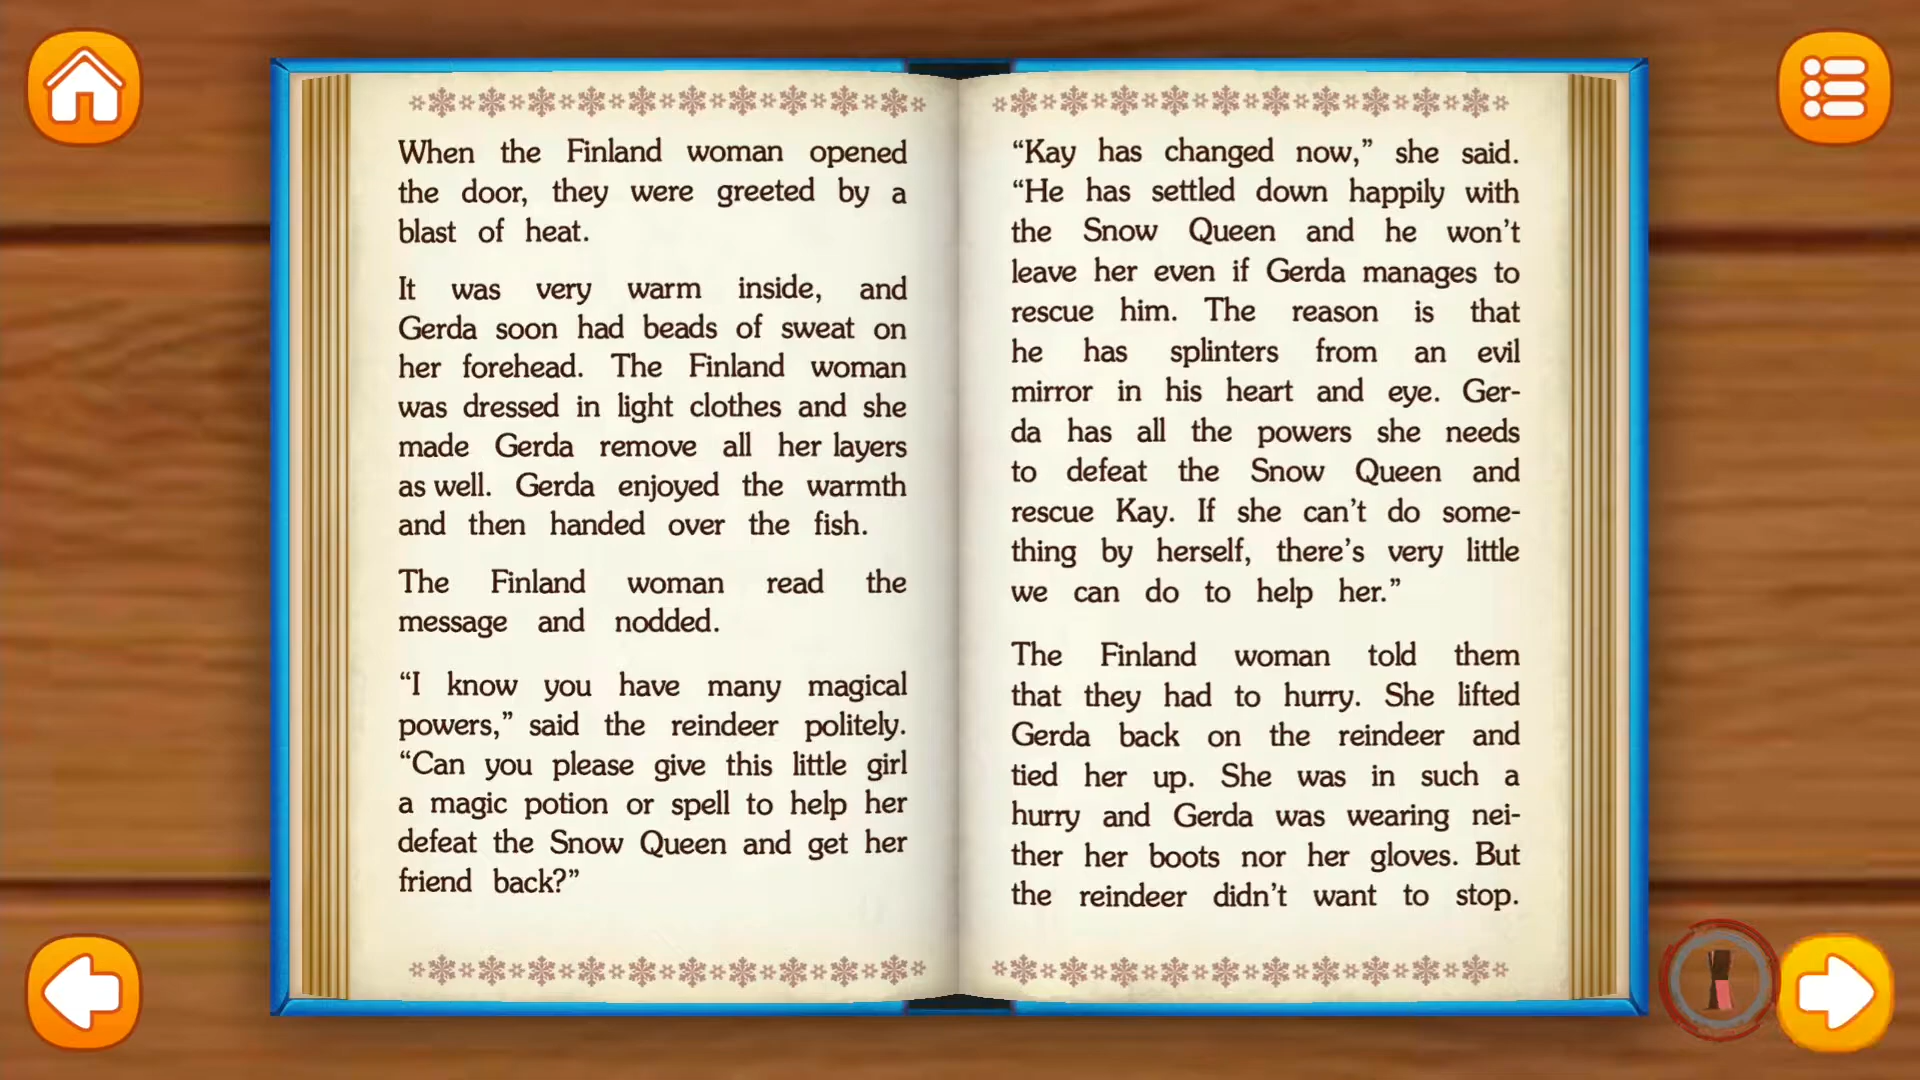 When the Finland woman opened
the door, they were greeted by a
blast of heat.
It was very warm inside, and
Gerda soon had beads of sweat on
her forehead. The Finland woman
was dressed in light clothes and she
made Gerda remove all her layers
as well. Gerda enjoyed the warmth
and then handed over the fish.
The Finland woman read the
message and nodded.
“I know you have many magical
powers,” said the reindeer politely.
“Can you please give this little girl
a magic potion or spell to help her
defeat the Snow Queen and get her
friend back?”
“Kay has changed now,” she said.
“He has settled down happily with
the Snow Queen and he won’t
leave her even if Gerda manages to
rescue him. The reason is that
he has splinters from an evil
mirror in his heart and eye. Ger-
da has all the powers she needs
to defeat the Snow Queen and
rescue Kay. If she can’t do some-
thing by herself, there’s very little
we can do to help her.”
The Finland woman told them
that they had to hurry. She lifted
Gerda back on the reindeer and
tied her up. She was in such a
hurry and Gerda was wearing nei-
ther her boots nor her gloves. But
the reindeer didn’t want to stop.